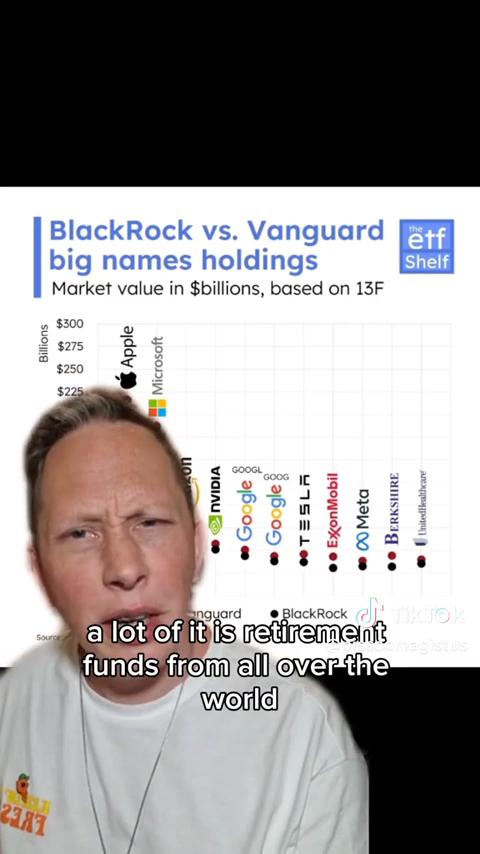 BlackRock vs. Vanguard
big names holdings
the
etf
Shelf
Market value in $billions, based on 13F
Billions
$300
$275
$250
$225
Apple
Microsoft
NVIDIA
GOOGL
Google
GOOG
Google
TESLA
ExxonMobil
Meta
BERKSHIRE
UnitedHealthcare
BlackRock
Source
TikTok
a lot of it is retirement
funds from all over the
world
FRES